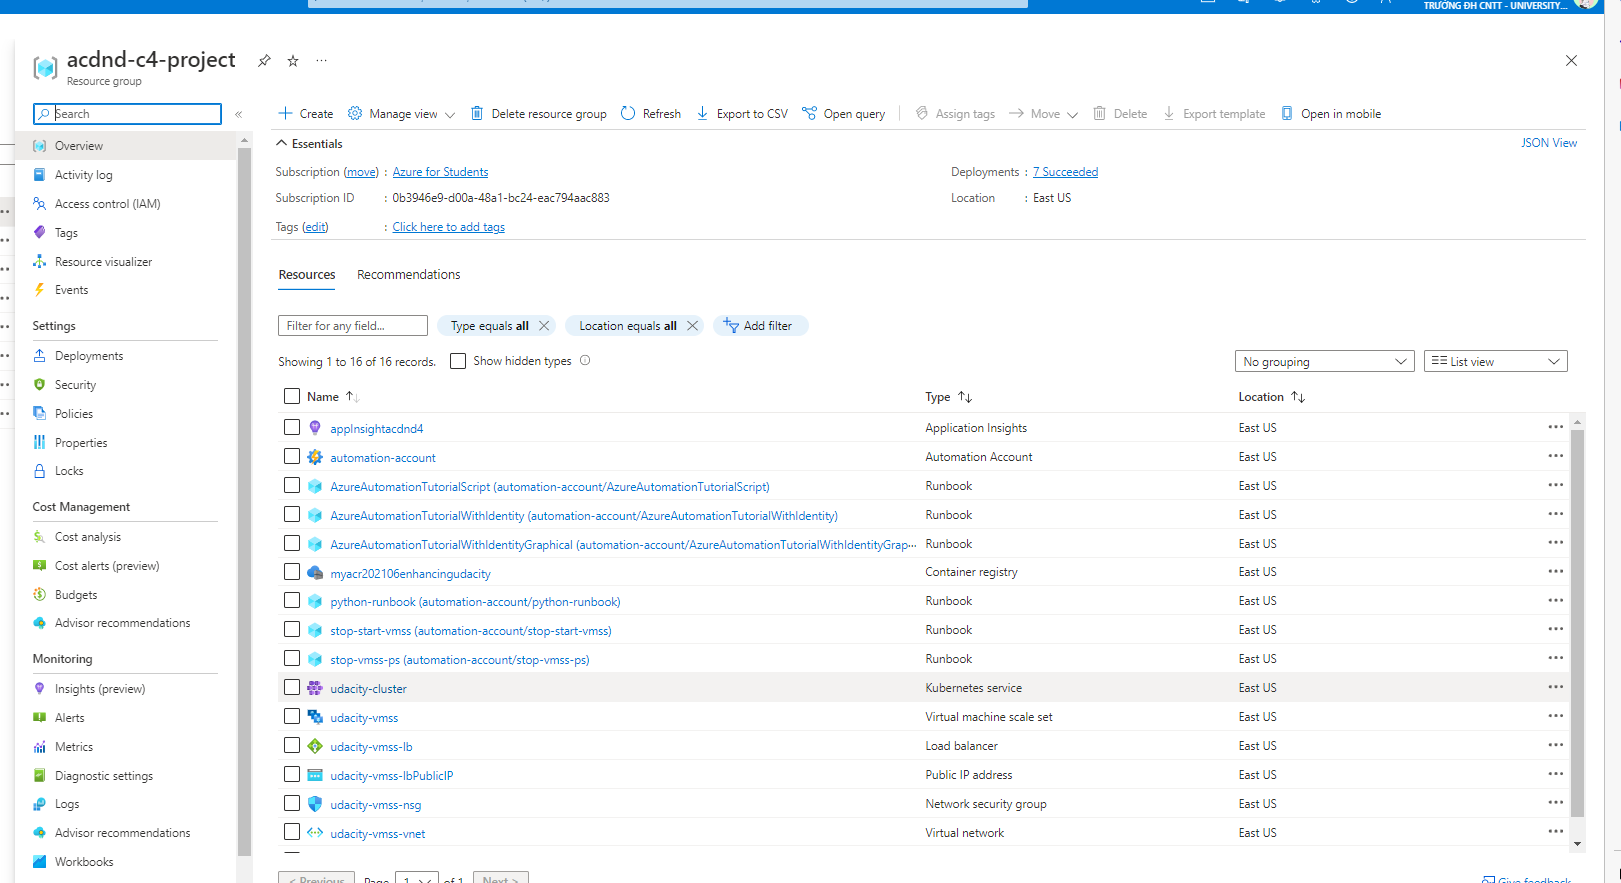 TRƯỜNG ĐH CNTT - UNIVERSITY...
acdnd-c4-project
Resource group
Search
«
Create
Manage view
Delete resource group
Refresh
Export to CSV
Open query
Assign tags
Move
Delete
Export template
Open in mobile
Overview
Activity log
Access control (IAM)
Tags
Resource visualizer
Events
Settings
Deployments
Security
Policies
Properties
Locks
Cost Management
Cost analysis
Cost alerts (preview)
Budgets
Advisor recommendations
Monitoring
Insights (preview)
Alerts
Metrics
Diagnostic settings
Logs
Advisor recommendations
Workbooks
Essentials
JSON View
Subscription (move) : Azure for Students
Deployments : 7 Succeeded
Subscription ID : 0b3946e9-d00a-48a1-bc24-eac794aac883
Location : East US
Tags (edit) : Click here to add tags
Resources Recommendations
Filter for any field... Type equals all Location equals all Add filter
Showing 1 to 16 of 16 records. Show hidden types No grouping List view
Name Type Location
appInsightacdnd4 Application Insights East US
automation-account Automation Account East US
AzureAutomationTutorialScript (automation-account/AzureAutomationTutorialScript) Runbook East US
AzureAutomationTutorialWithIdentity (automation-account/AzureAutomationTutorialWithIdentity) Runbook East US
AzureAutomationTutorialWithIdentityGraphical (automation-account/AzureAutomationTutorialWithIdentityGrap... Runbook East US
myacr202106enhancingudacity Container registry East US
python-runbook (automation-account/python-runbook) Runbook East US
stop-start-vmss (automation-account/stop-start-vmss) Runbook East US
stop-vmss-ps (automation-account/stop-vmss-ps) Runbook East US
udacity-cluster Kubernetes service East US
udacity-vmss Virtual machine scale set East US
udacity-vmss-lb Load balancer East US
udacity-vmss-lbPublicIP Public IP address East US
udacity-vmss-nsg Network security group East US
udacity-vmss-vnet Virtual network East US
< Previous Page 1 of 1 Next >
Give feedback